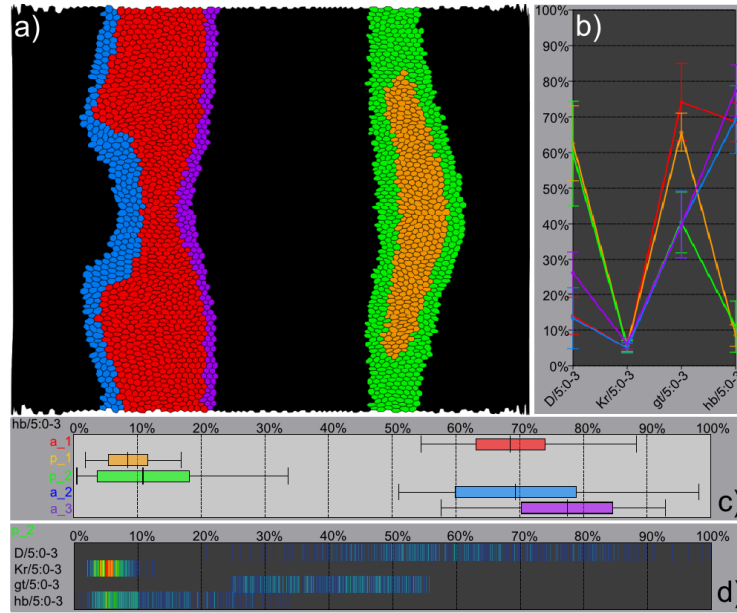 a)
b)
100%
90%
80%
70%
60%
50%
40%
30%
20%
10%
0%
D/5:0-3
Kr/5:0-3
gt/5:0-3
hb/5:0-3
hb/5:0-3
0% 10% 20% 30% 40% 50% 60% 70% 80% 90% 100%
a_1
p_1
p_2
a_2
a_3
c)
p_2
0% 10% 20% 30% 40% 50% 60% 70% 80% 90% 100%
D/5:0-3
Kr/5:0-3
gt/5:0-3
hb/5:0-3
d)